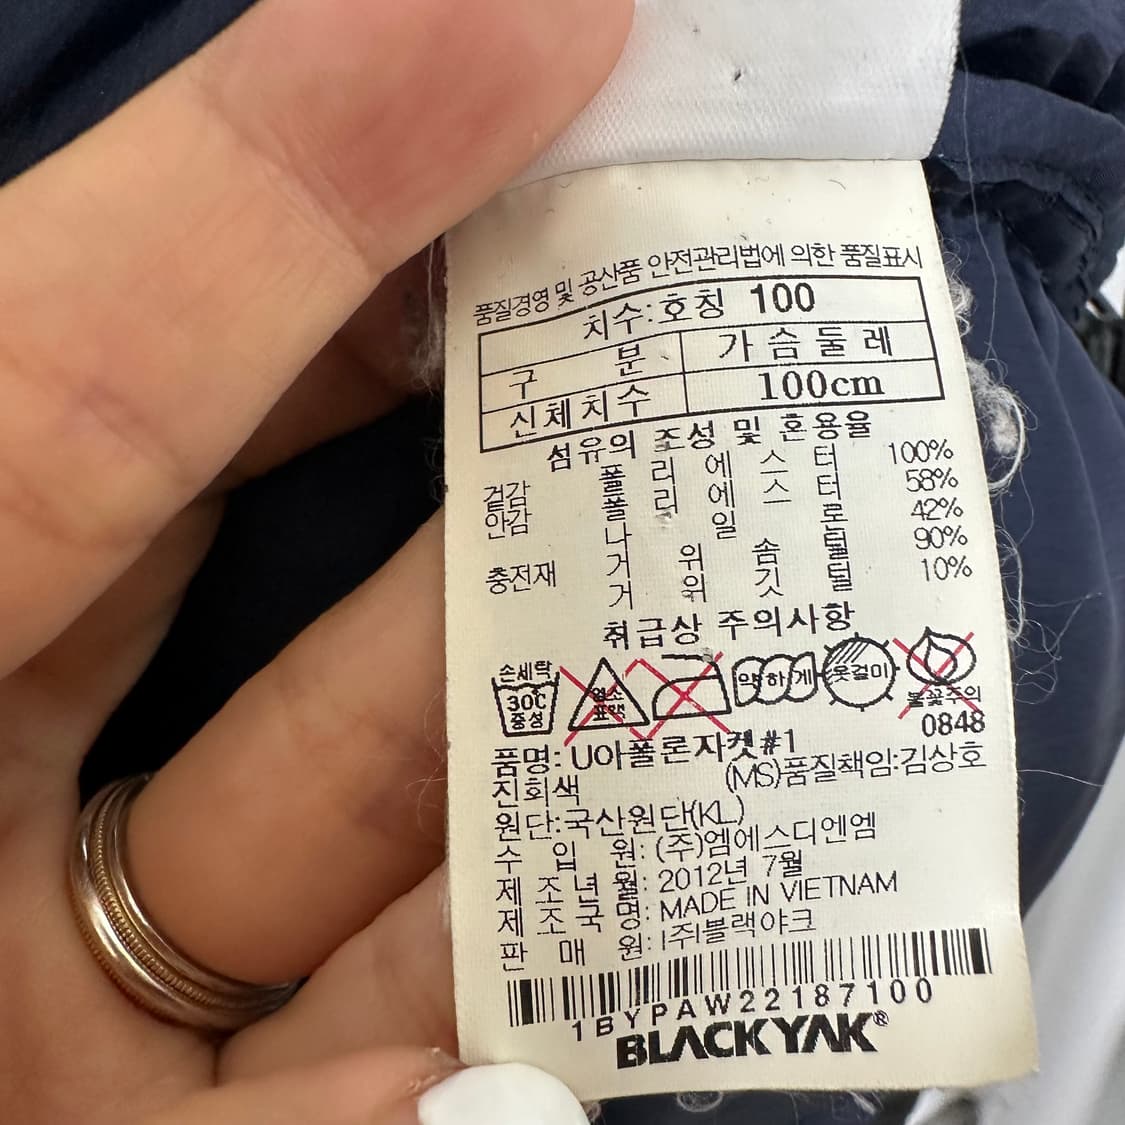 품질경영 및 공산품 안전관리법에 의한 품질표시
치수:호칭 100
구 분 가슴둘레
신체치수 100cm
섬유의 조성 및 혼용율
겉감 폴리에스터 100%
안감 폴리에스터 58%
나일론 42%
충전재 거위솜털 90%
거위깃털 10%
취급상 주의사항
손세탁 30℃ 중성
염소표백
약하게
옷걸이
불꽃주의
0848
품명: U아폴론자켓#1
진회색 (MS)품질책임:김상호
원단:국산원단(KL)
수 입 원: (주)엠에스디엔엠
제 조 년 월: 2012년 7월
제 조 국 명: MADE IN VIETNAM
판 매 원: (주)블랙야크
1BYPAW22187100
BLACKYAK®